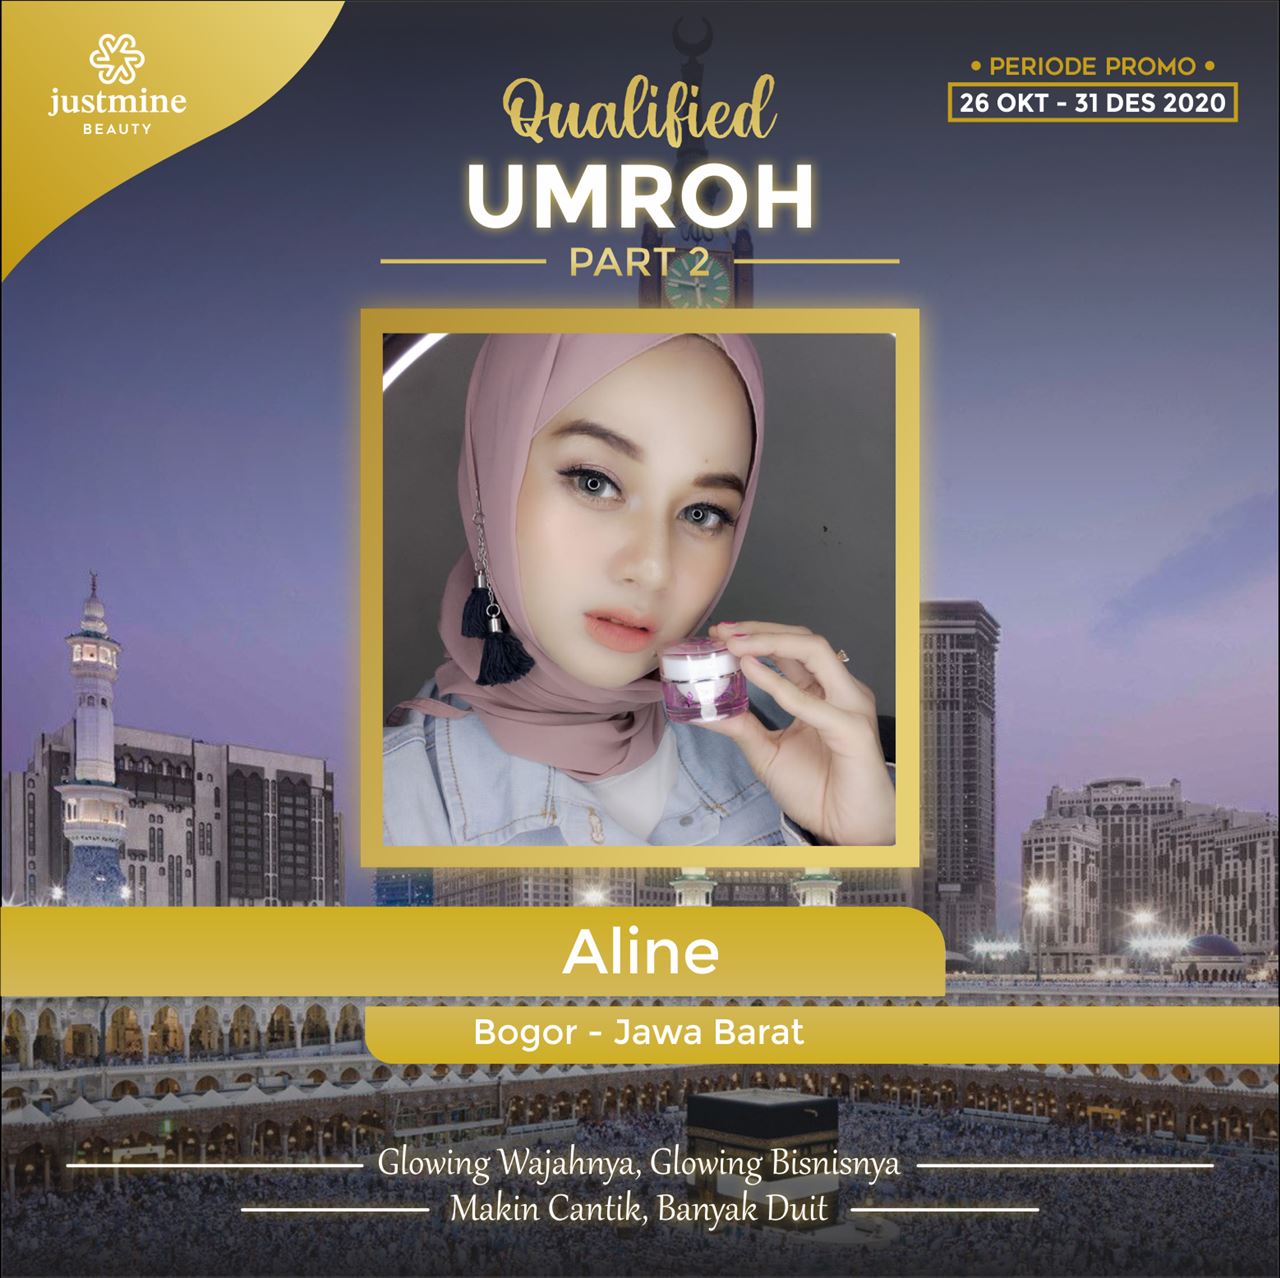 justmine
BEAUTY
• PERIODE PROMO •
26 OKT - 31 DES 2020
Qualified
UMROH
PART 2
Aline
Bogor - Jawa Barat
Glowing Wajahnya, Glowing Bisnisnya
Makin Cantik, Banyak Duit